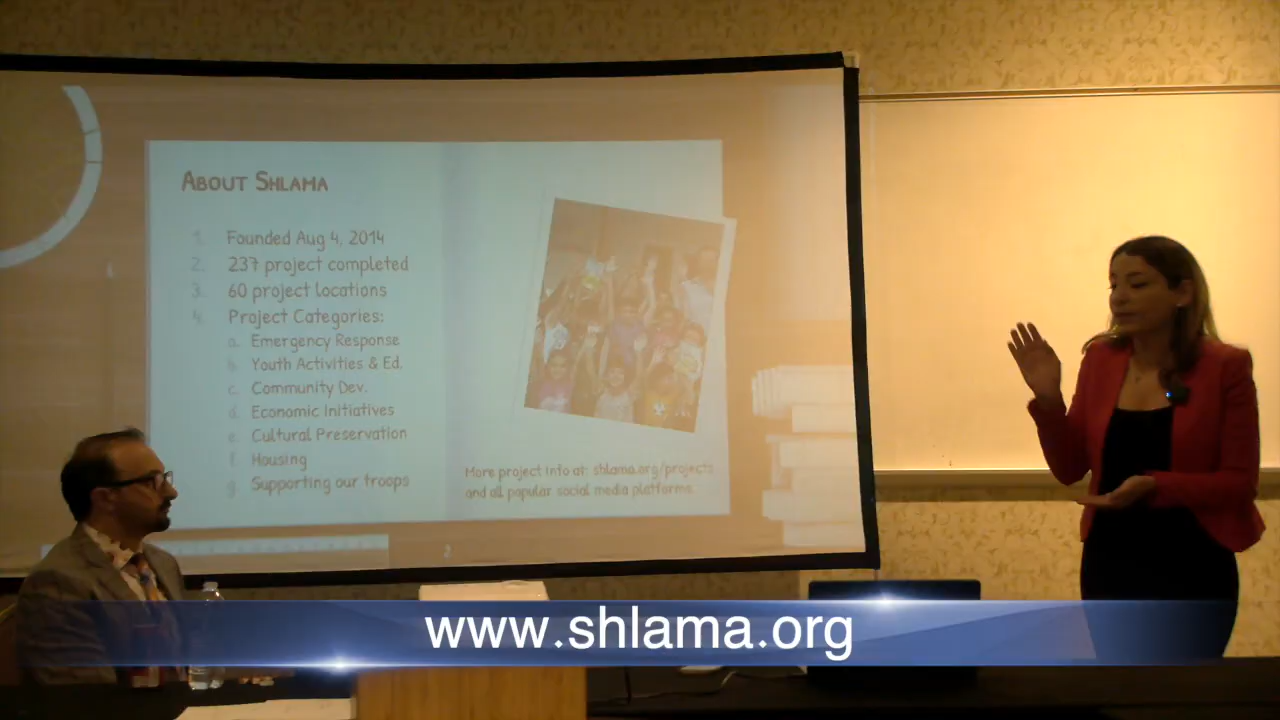 ABOUT SHLAMA
1. Founded Aug 4, 2014
2. 237 project completed
3. 60 project locations
4. Project Categories:
a. Emergency Response
b. Youth Activities & Ed.
c. Community Dev.
d. Economic Initiatives
e. Cultural Preservation
f. Housing
g. Supporting our troops
More project info at: shlama.org/projects
and all popular social media platforms.
www.shlama.org